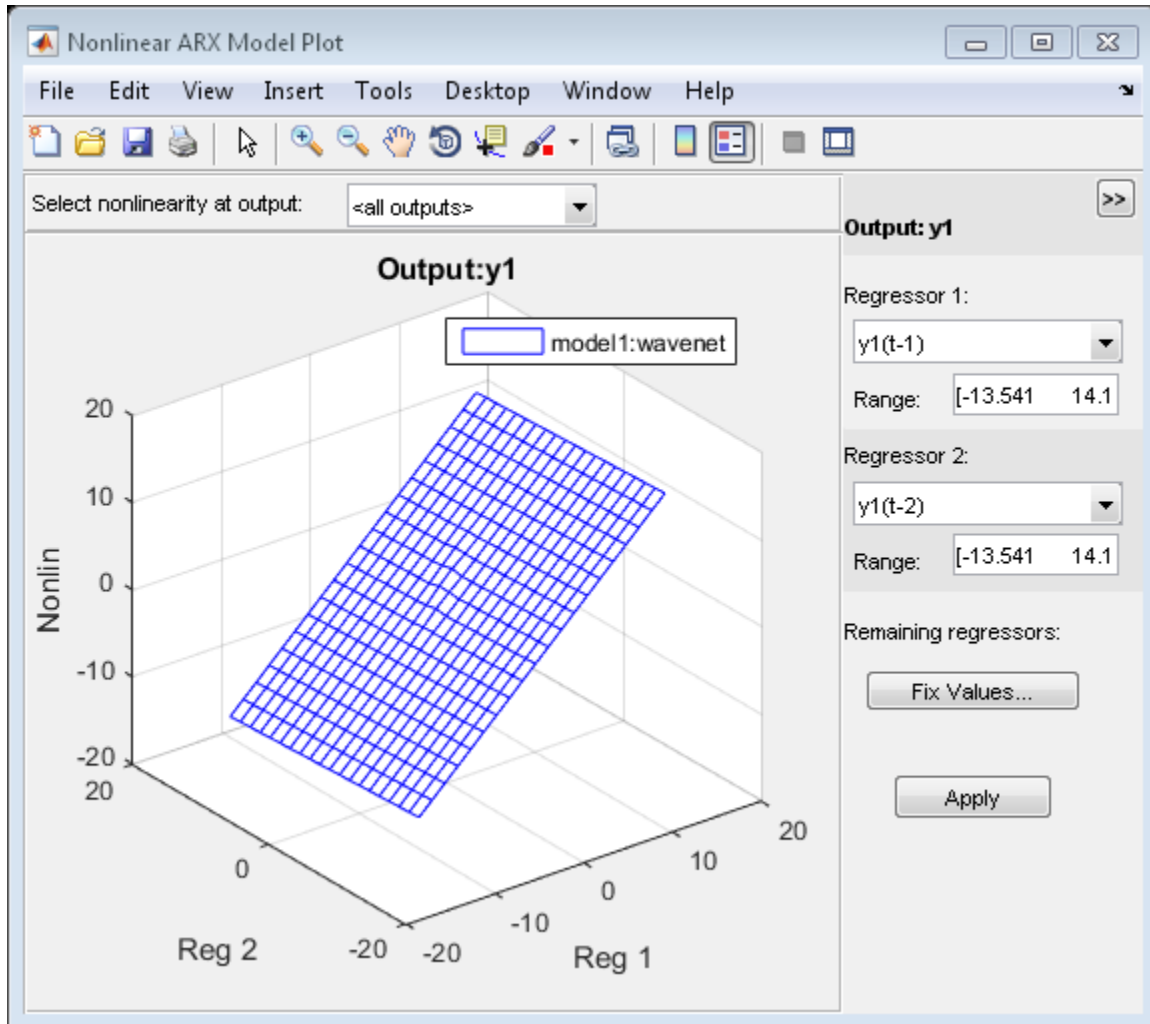 Nonlinear ARX Model Plot
File Edit View Insert Tools Desktop Window Help
Select nonlinearity at output: <all outputs>
>>
Output: y1
Output:y1
model1:wavenet
20
10
0
-10
-20
Nonlin
20
0
-20
Reg 2
-20
-10
0
10
20
Reg 1
Regressor 1:
y1(t-1)
Range: [-13.541 14.1
Regressor 2:
y1(t-2)
Range: [-13.541 14.1
Remaining regressors:
Fix Values...
Apply